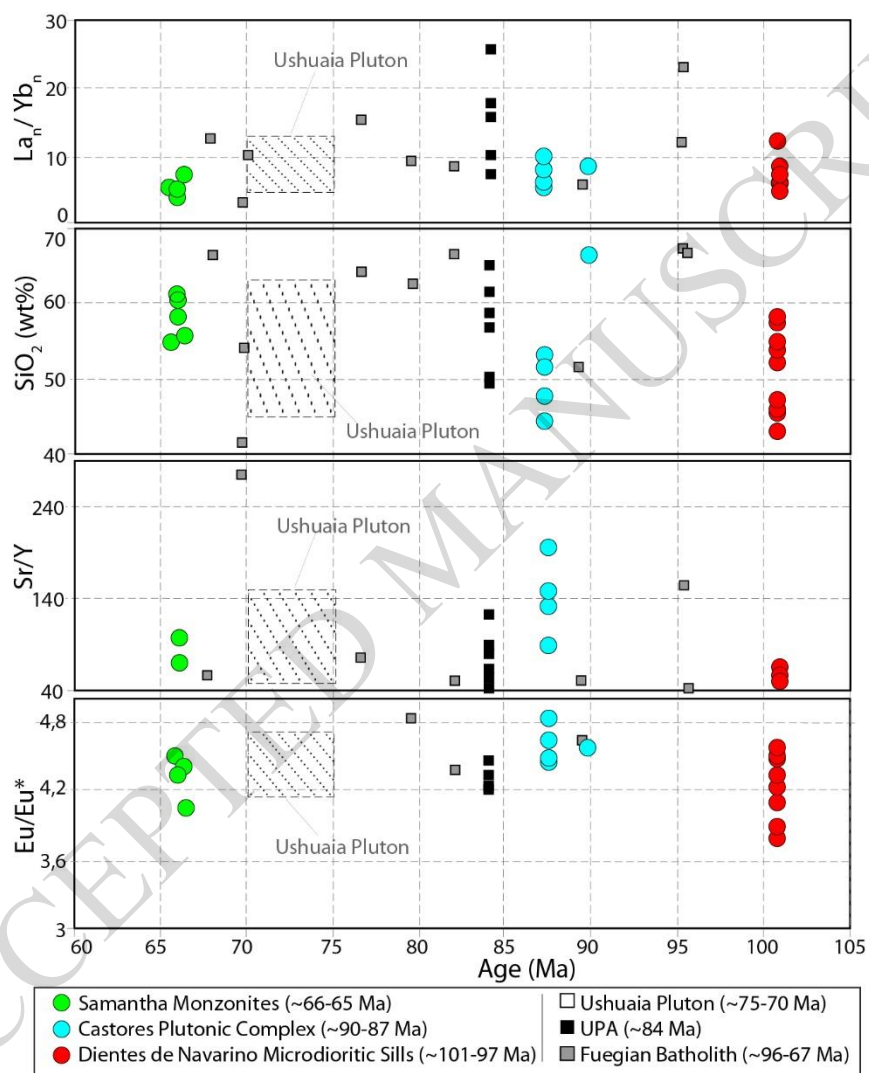 30
20
10
0
Laₙ/ Ybₙ
Ushuaia Pluton
70
60
50
40
SiO₂ (wt%)
Ushuaia Pluton
240
140
40
Sr/Y
Ushuaia Pluton
4,8
4,2
3,6
3
Eu/Eu*
Ushuaia Pluton
60 65 70 75 80 85 90 95 100 105
Age (Ma)
Samantha Monzonites (~66-65 Ma)
Castores Plutonic Complex (~90-87 Ma)
Dientes de Navarino Microdioritic Sills (~101-97 Ma)
Ushuaia Pluton (~75-70 Ma)
UPA (~84 Ma)
Fuegian Batholith (~96-67 Ma)
CCEPTED MANUSCRI